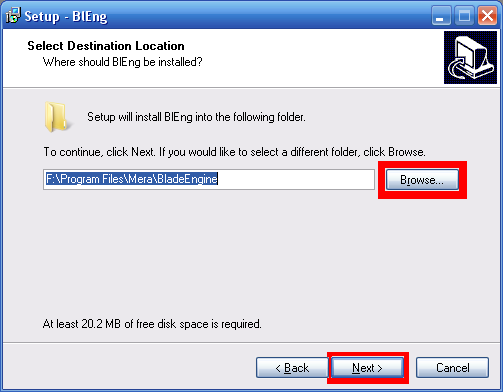 Setup - BlEng
Select Destination Location
Where should BlEng be installed?
Setup will install BlEng into the following folder.
To continue, click Next. If you would like to select a different folder, click Browse.
F:\Program Files\Mera\BladeEngine
Browse...
At least 20.2 MB of free disk space is required.
< Back
Next >
Cancel